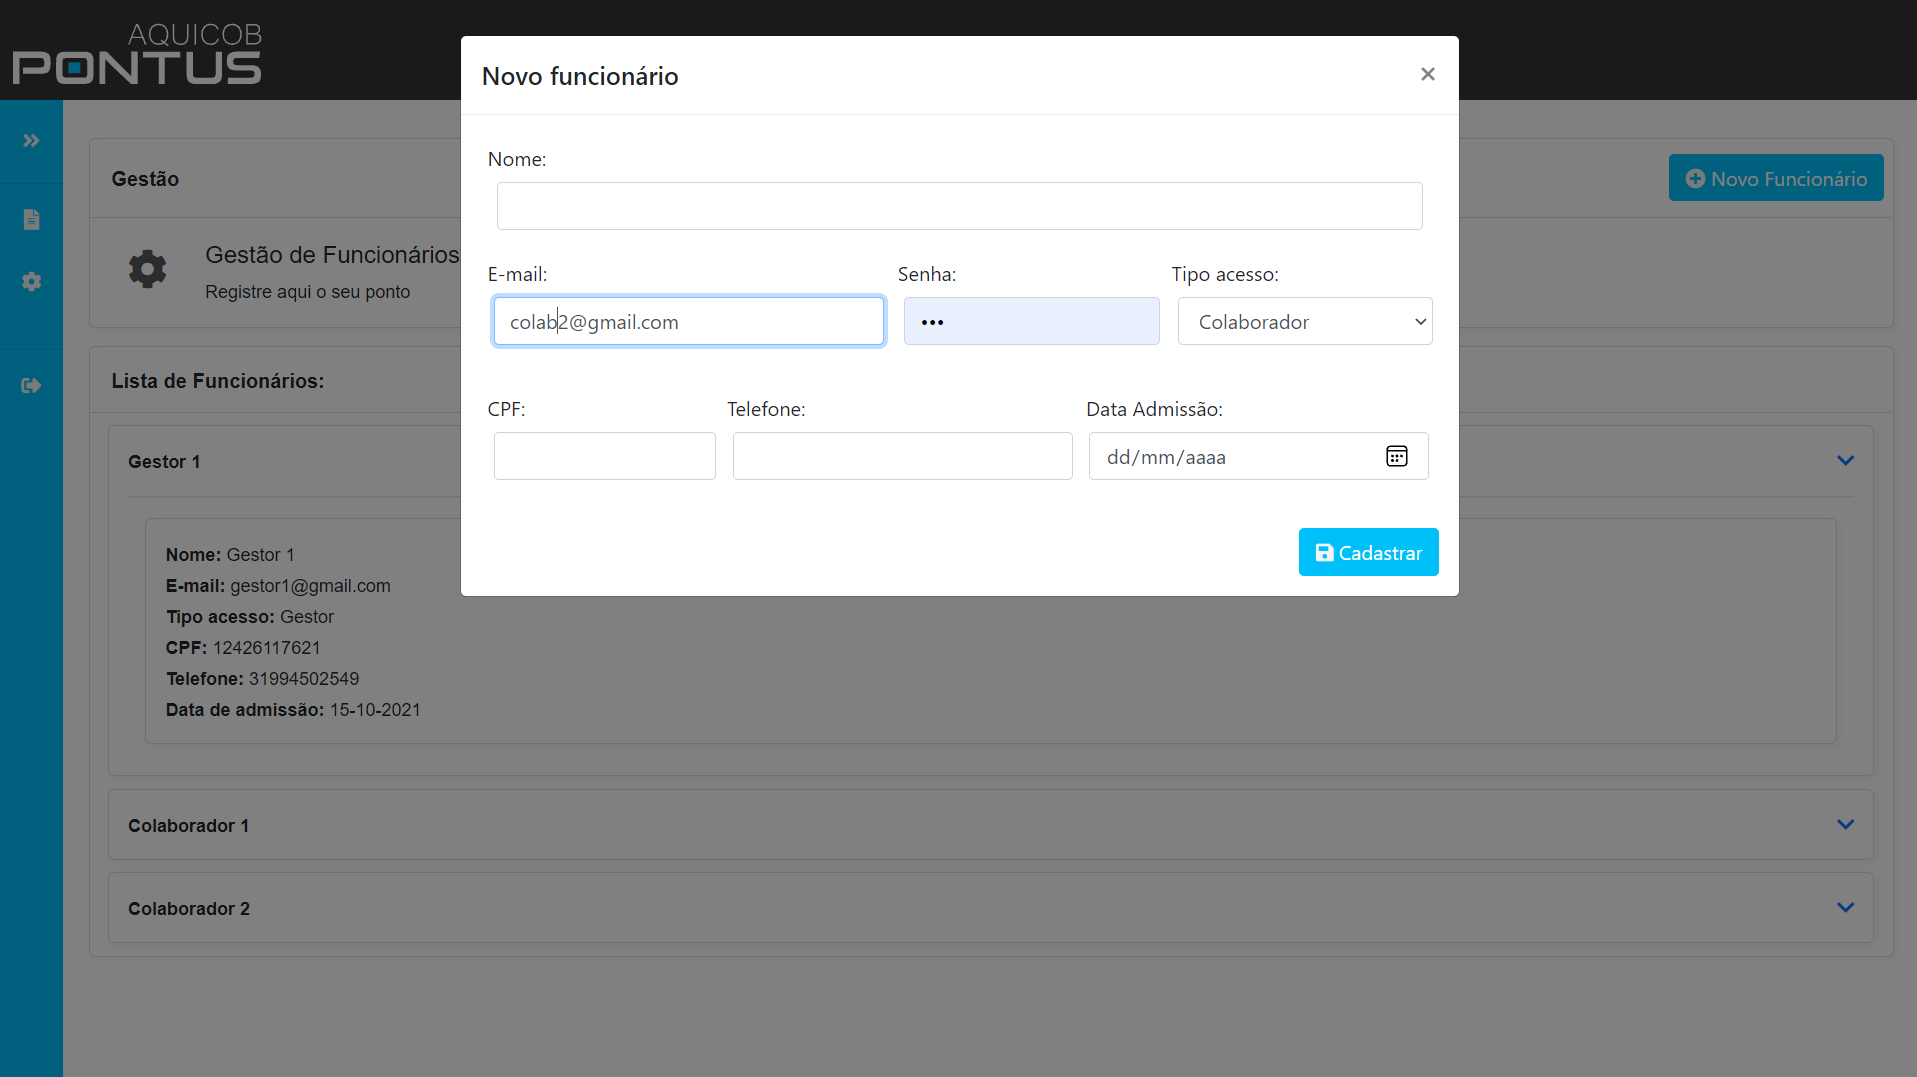 AQUICOB
PONTUS
Novo funcionário
×
Nome:
E-mail:
Senha:
Tipo acesso:
colab2@gmail.com
•••
Colaborador
CPF:
Telefone:
Data Admissão:
dd/mm/aaaa
Cadastrar
Gestão
Novo Funcionário
Gestão de Funcionários
Registre aqui o seu ponto
Lista de Funcionários:
Gestor 1
Nome: Gestor 1
E-mail: gestor1@gmail.com
Tipo acesso: Gestor
CPF: 12426117621
Telefone: 31994502549
Data de admissão: 15-10-2021
Colaborador 1
Colaborador 2